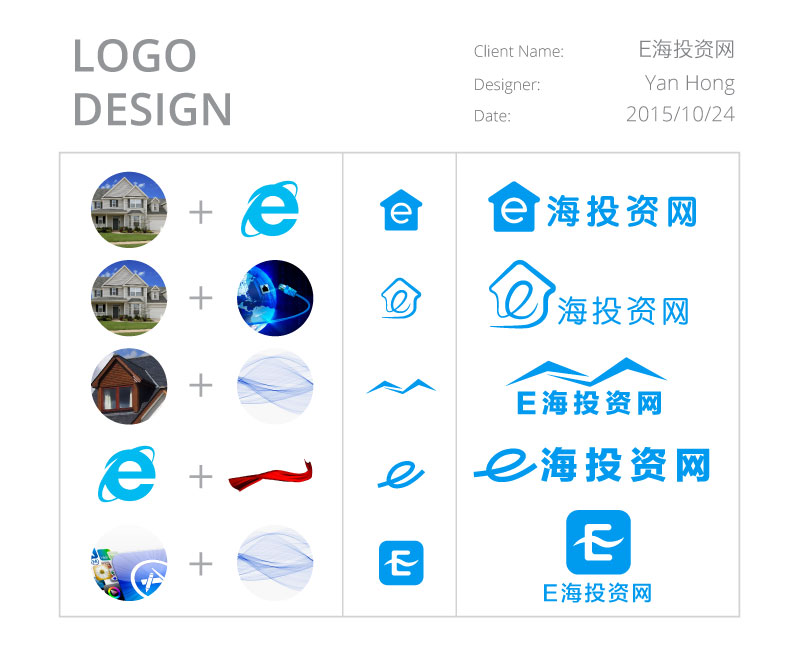 LOGO
DESIGN
Client Name: E海投资网
Designer: Yan Hong
Date: 2015/10/24
e e海投资网
e e海投资网
E海投资网
e e海投资网
E E
E海投资网